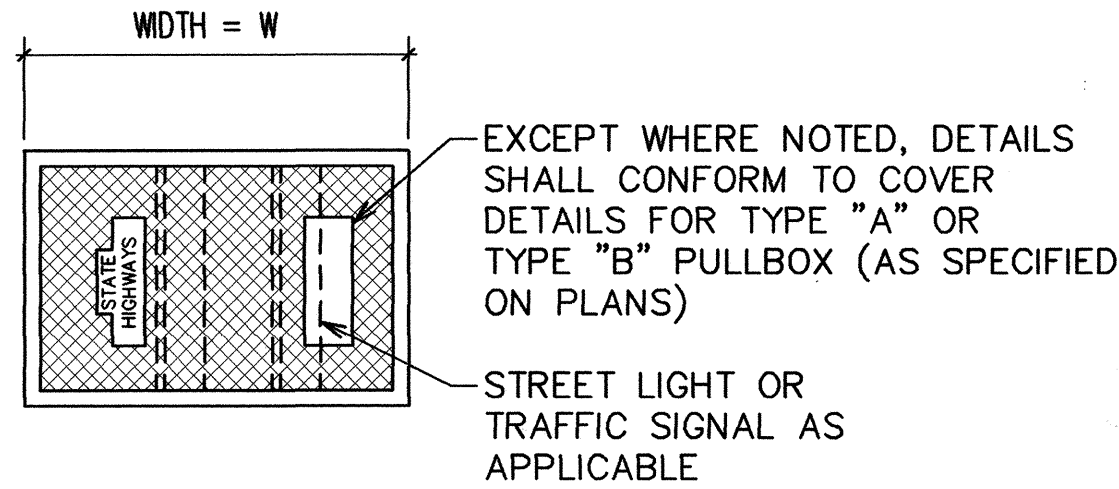 WIDTH = W
EXCEPT WHERE NOTED, DETAILS
SHALL CONFORM TO COVER
DETAILS FOR TYPE "A" OR
TYPE "B" PULLBOX (AS SPECIFIED
ON PLANS)
STATE
HIGHWAYS
STREET LIGHT OR
TRAFFIC SIGNAL AS
APPLICABLE